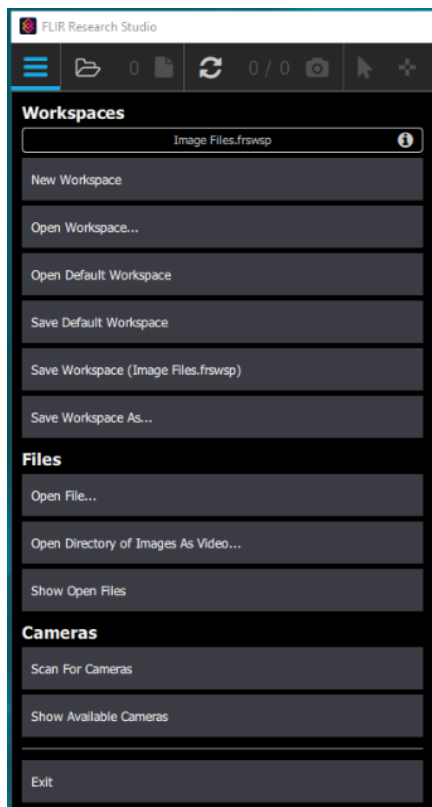 FLIR Research Studio
0 0 / 0
Workspaces
Image Files.frswsp
New Workspace
Open Workspace...
Open Default Workspace
Save Default Workspace
Save Workspace (Image Files.frswsp)
Save Workspace As...
Files
Open File...
Open Directory of Images As Video...
Show Open Files
Cameras
Scan For Cameras
Show Available Cameras
Exit